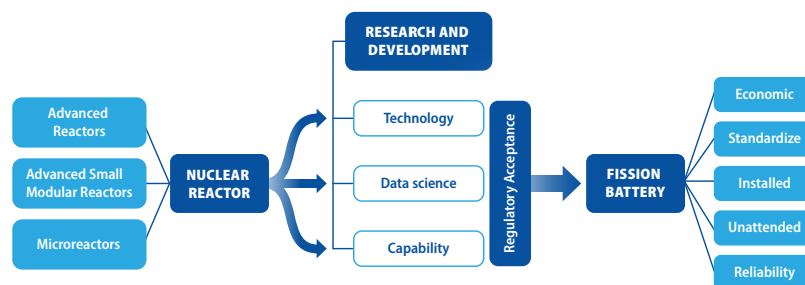 Advanced
Reactors
Advanced Small
Modular Reactors
Microreactors
NUCLEAR
REACTOR
RESEARCH AND
DEVELOPMENT
Technology
Data science
Capability
Regulatory Acceptance
FISSION
BATTERY
Economic
Standardize
Installed
Unattended
Reliability